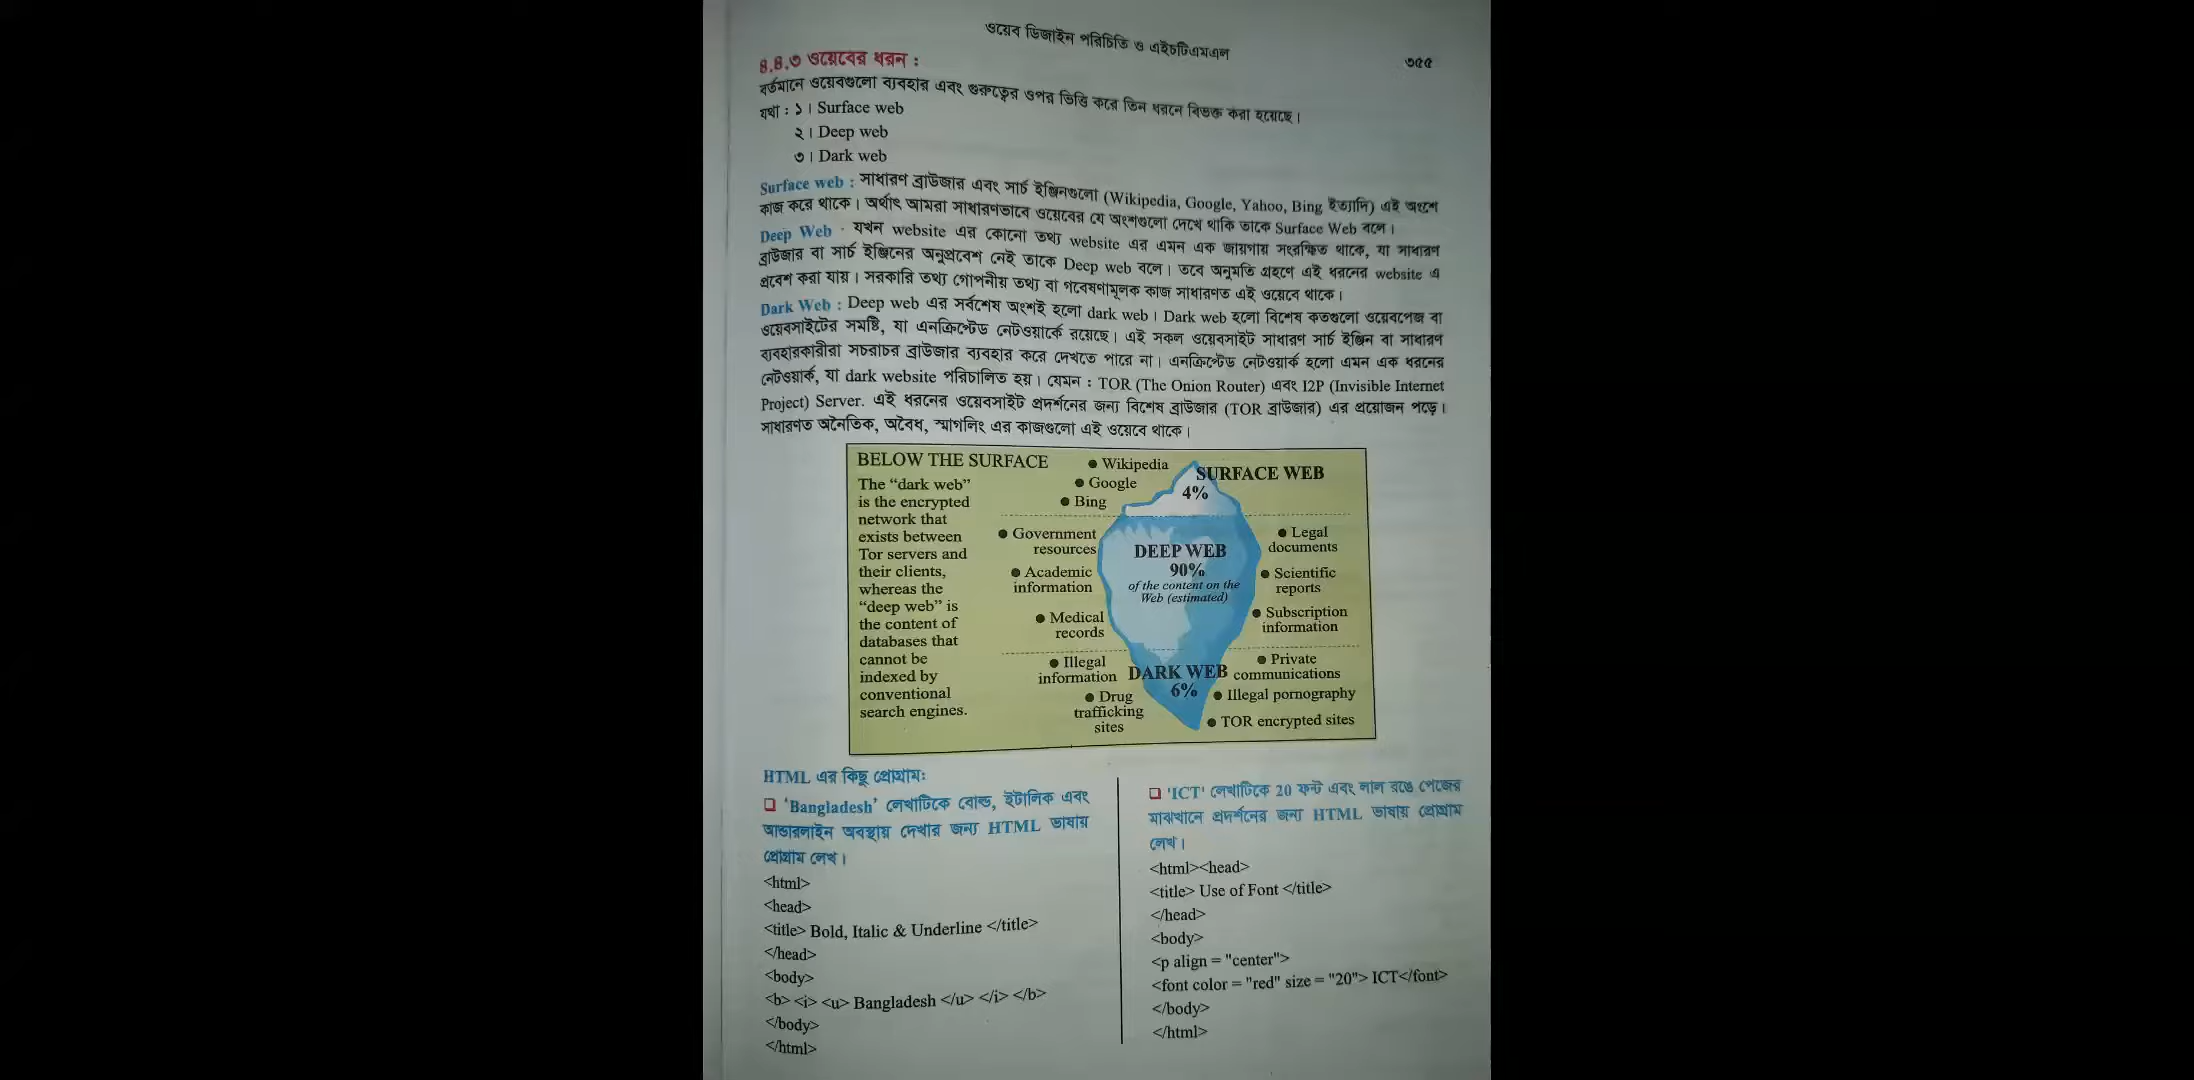 ওয়েব ডিজাইন পরিচিতি ও এইচটিএমএল
৩৫৫
৪.৪.৩ ওয়েবের ধরন :
বর্তমানে ওয়েবগুলো ব্যবহার এবং গুরুত্বের ওপর ভিত্তি করে তিন ধরনে বিভক্ত করা হয়েছে।
যথা : ১। Surface web
২। Deep web
৩। Dark web
Surface web : সাধারণ ব্রাউজার এবং সার্চ ইঞ্জিনগুলো (Wikipedia, Google, Yahoo, Bing ইত্যাদি) এই অংশে
কাজ করে থাকে। অর্থাৎ আমরা সাধারণভাবে ওয়েবের যে অংশগুলো দেখে থাকি তাকে Surface Web বলে।
Deep Web : যখন website এর কোনো তথ্য website এর এমন এক জায়গায় সংরক্ষিত থাকে, যা সাধারণ
ব্রাউজার বা সার্চ ইঞ্জিনের অনুপ্রবেশ নেই তাকে Deep web বলে। তবে অনুমতি গ্রহণে এই ধরনের website এ
প্রবেশ করা যায়। সরকারি তথ্য গোপনীয় তথ্য বা গবেষণামূলক কাজ সাধারণত এই ওয়েবে থাকে।
Dark Web : Deep web এর সর্বশেষ অংশই হলো dark web। Dark web হলো বিশেষ কতগুলো ওয়েবপেজ বা
ওয়েবসাইটের সমষ্টি, যা এনক্রিপ্টেড নেটওয়ার্কে রয়েছে। এই সকল ওয়েবসাইট সাধারণ সার্চ ইঞ্জিন বা সাধারণ
ব্যবহারকারীরা সচরাচর ব্রাউজার ব্যবহার করে দেখতে পারে না। এনক্রিপ্টেড নেটওয়ার্ক হলো এমন এক ধরনের
নেটওয়ার্ক, যা dark website পরিচালিত হয়। যেমন : TOR (The Onion Router) এবং I2P (Invisible Internet
Project) Server. এই ধরনের ওয়েবসাইট প্রদর্শনের জন্য বিশেষ ব্রাউজার (TOR ব্রাউজার) এর প্রয়োজন পড়ে।
সাধারণত অনৈতিক, অবৈধ, স্মাগলিং এর কাজগুলো এই ওয়েবে থাকে।
BELOW THE SURFACE
The “dark web”
is the encrypted
network that
exists between
Tor servers and
their clients,
whereas the
“deep web” is
the content of
databases that
cannot be
indexed by
conventional
search engines.
● Wikipedia
● Google
● Bing
SURFACE WEB
4%
● Government
resources
● Academic
information
● Medical
records
DEEP WEB
90%
of the content on the
Web (estimated)
● Legal
documents
● Scientific
reports
● Subscription
information
● Illegal
information
● Drug
trafficking
sites
DARK WEB
6%
● Private
communications
● Illegal pornography
● TOR encrypted sites
HTML এর কিছু প্রোগ্রাম:
❑ ‘Bangladesh’ লেখাটিকে বোল্ড, ইটালিক এবং
আন্ডারলাইন অবস্থায় দেখার জন্য HTML ভাষায়
প্রোগ্রাম লেখ।
<html>
<head>
<title> Bold, Italic & Underline </title>
</head>
<body>
<b> <i> <u> Bangladesh </u> </i> </b>
</body>
</html>
❑ 'ICT' লেখাটিকে 20 ফন্ট এবং লাল রঙে পেজের
মাঝখানে প্রদর্শনের জন্য HTML ভাষায় প্রোগ্রাম
লেখ।
<html><head>
<title> Use of Font </title>
</head>
<body>
<p align = "center">
<font color = "red" size = "20"> ICT</font>
</body>
</html>